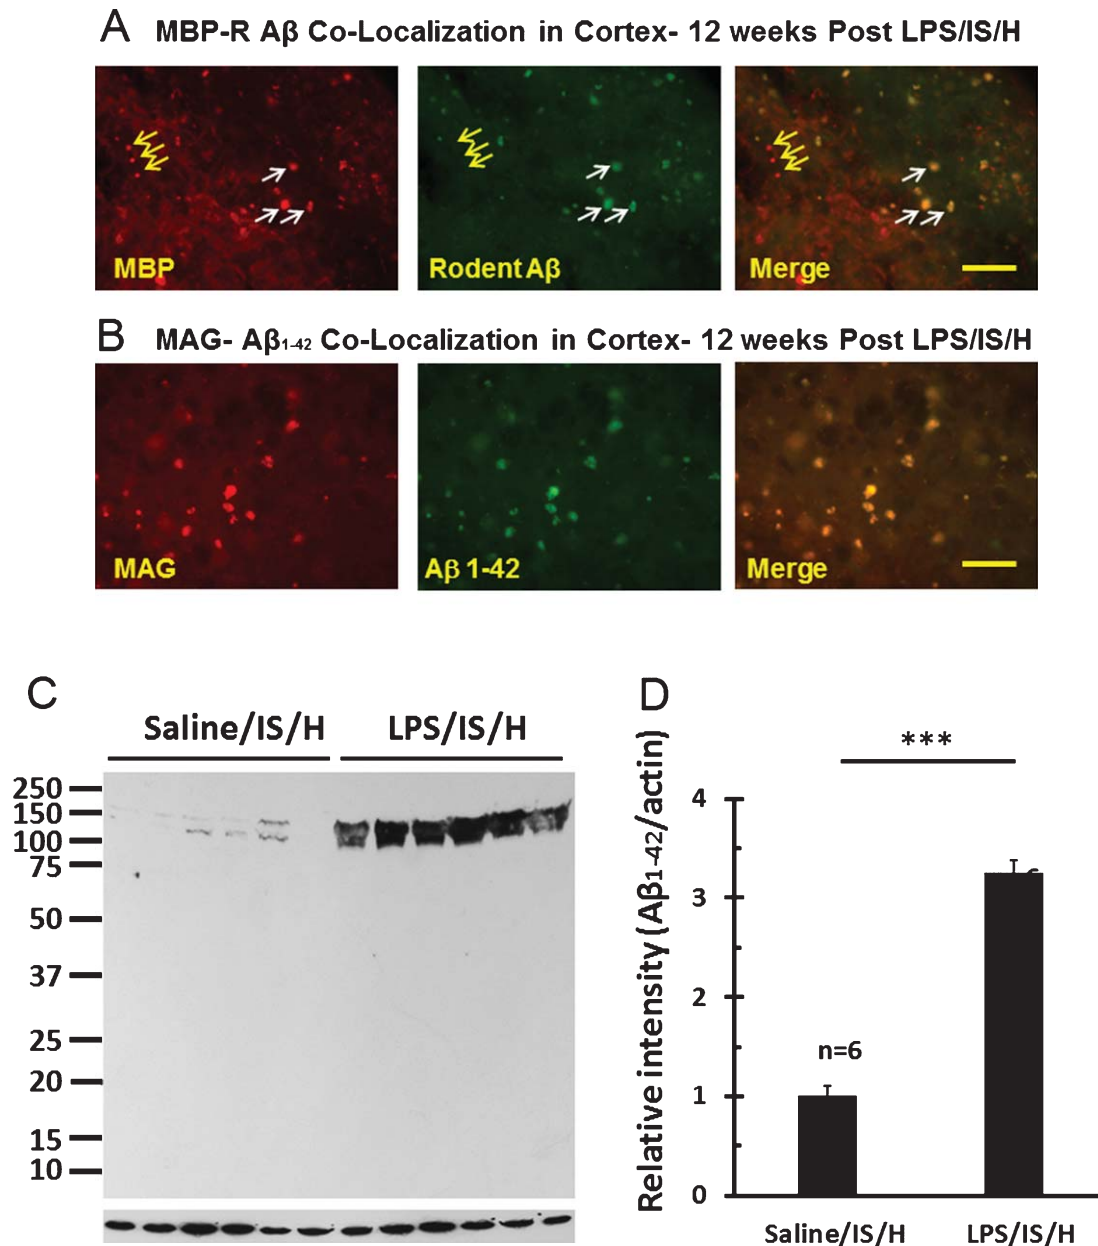 A MBP-R Aβ Co-Localization in Cortex- 12 weeks Post LPS/IS/H
MBP
Rodent Aβ
Merge
B MAG- Aβ1-42 Co-Localization in Cortex- 12 weeks Post LPS/IS/H
MAG
Aβ 1-42
Merge
C
Saline/IS/H
LPS/IS/H
250
150
100
75
50
37
25
20
15
10
D
Relative intensity (Aβ1-42/actin)
***
4
3
2
1
0
n=6
Saline/IS/H
LPS/IS/H